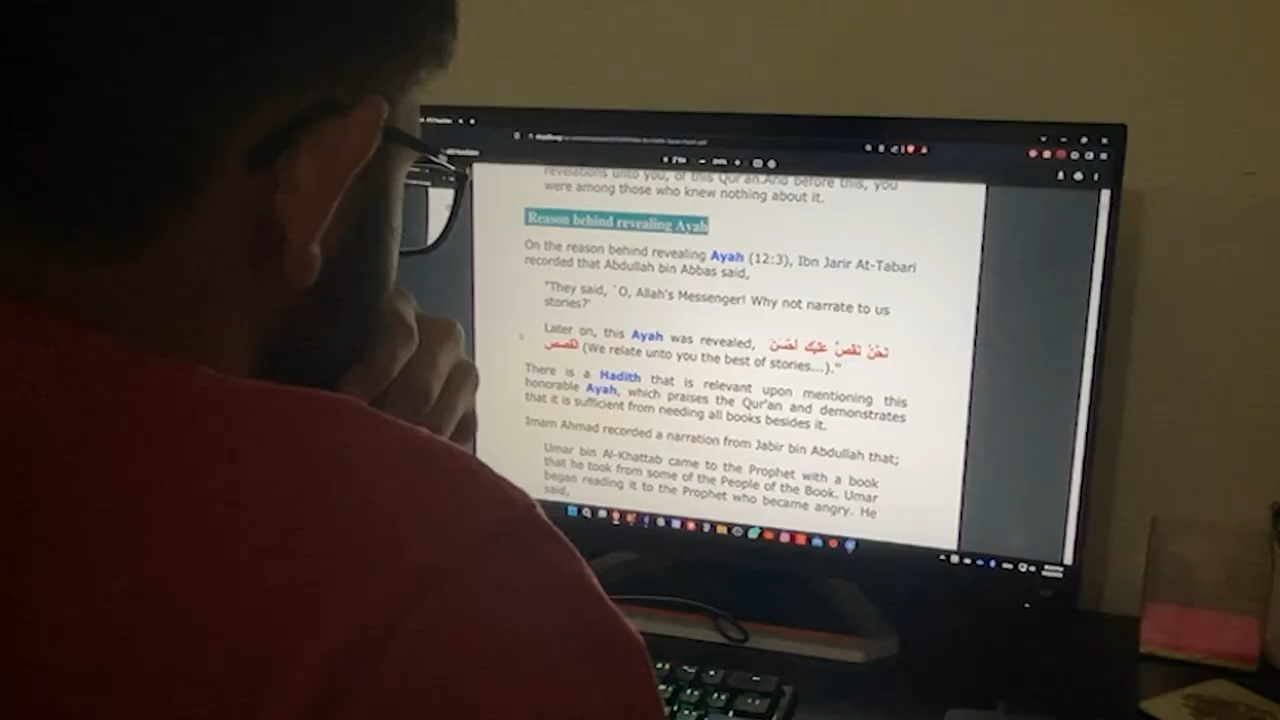 revelations unto you, of this Qur'an.And before this, you
were among those who knew nothing about it.
Reason behind revealing Ayah
On the reason behind revealing Ayah (12:3), Ibn Jarir At-Tabari
recorded that Abdullah bin Abbas said,
"They said, `O, Allah's Messenger! Why not narrate to us
stories?'
Later on, this Ayah was revealed, نَحْنُ نَقُصُّ عَلَيْكَ أَحْسَنَ
الْقَصَصِ (We relate unto you the best of stories...)."
There is a Hadith that is relevant upon mentioning this
honorable Ayah, which praises the Qur'an and demonstrates
that it is sufficient from needing all books besides it.
Imam Ahmad recorded a narration from Jabir bin Abdullah that;
Umar bin Al-Khattab came to the Prophet with a book
that he took from some of the People of the Book. Umar
began reading it to the Prophet who became angry. He
said,